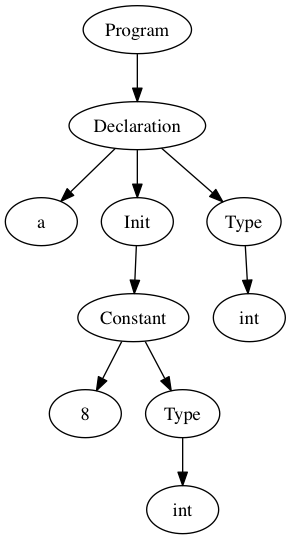 Program
Declaration
a
Init
Type
Constant
int
8
Type
int